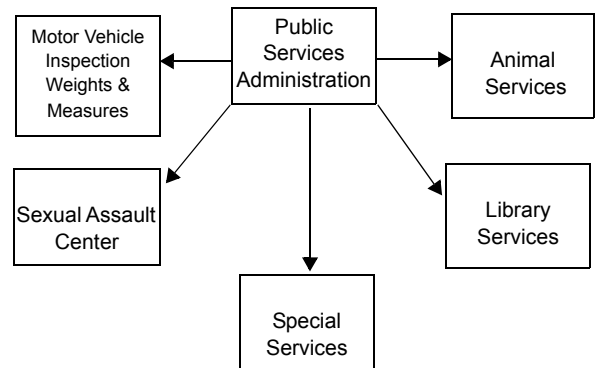 Motor Vehicle
Inspection
Weights &
Measures
Public
Services
Administration
Animal
Services
Sexual Assault
Center
Library
Services
Special
Services